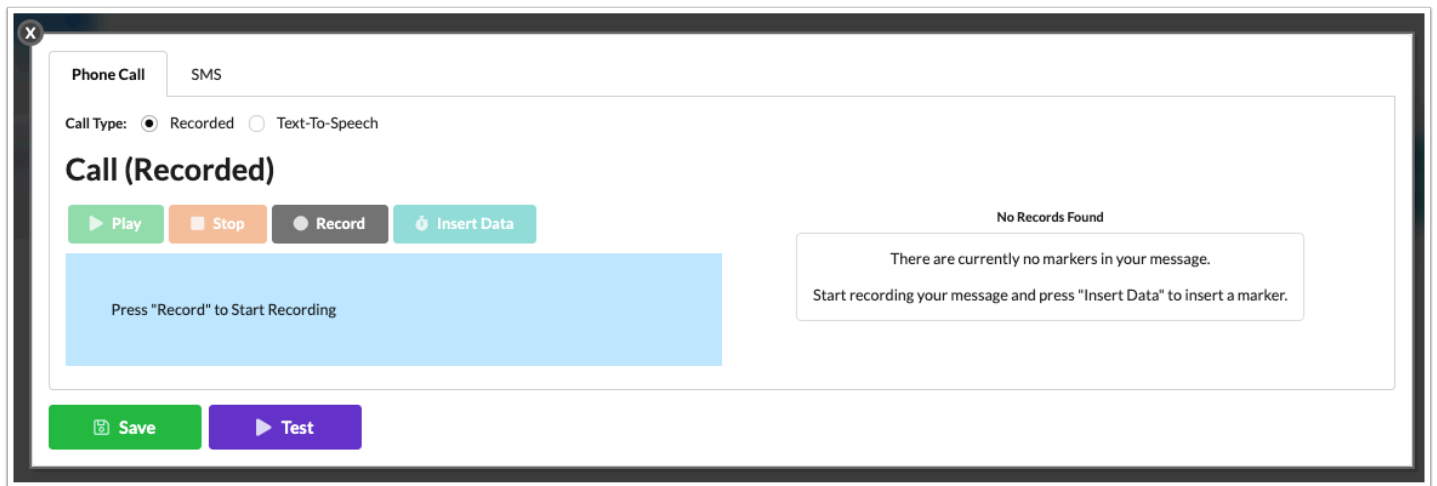 X
Phone Call SMS
Call Type: Recorded Text-To-Speech
Call (Recorded)
Play Stop Record Insert Data
Press "Record" to Start Recording
No Records Found
There are currently no markers in your message.
Start recording your message and press "Insert Data" to insert a marker.
Save Test